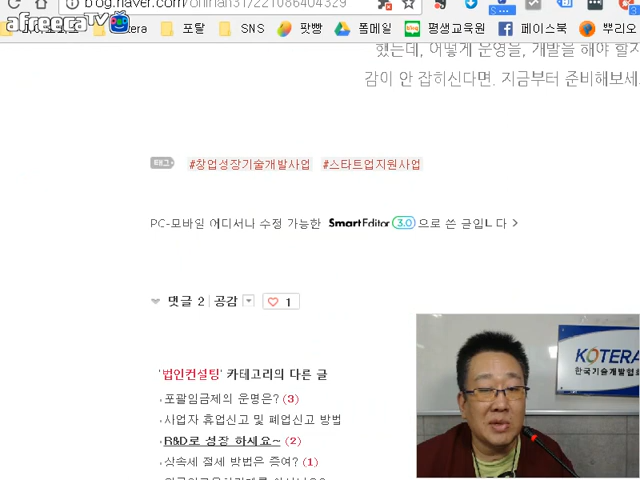 blog.naver.com/onman31/221086404329
afreecaTV
포탈
SNS
팟빵
폼메일
평생교육원
페이스북
뿌리오
했는데, 어떻게 운영을, 개발을 해야 할지
감이 안 잡히신다면. 지금부터 준비해보세
태그
#창업성장기술개발사업 #스타트업지원사업
PC-모바일 어디서나 수정 가능한 SmartEditor 3.0 으로 쓴 글입니다 >
댓글 2 공감 1
'법인컨설팅' 카테고리의 다른 글
포괄임금제의 운명은? (3)
사업자 휴업신고 및 폐업신고 방법
R&D로 성장 하세요~ (2)
상속세 절세 방법은 증여? (1)
KOTERA
한국기술개발협회